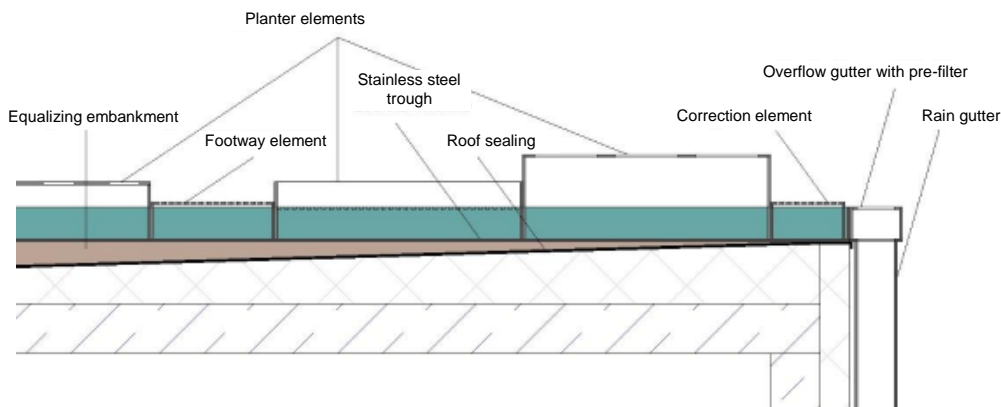 Planter elements
Stainless steel
trough
Overflow gutter with pre-filter
Equalizing embankment
Footway element
Roof sealing
Correction element
Rain gutter